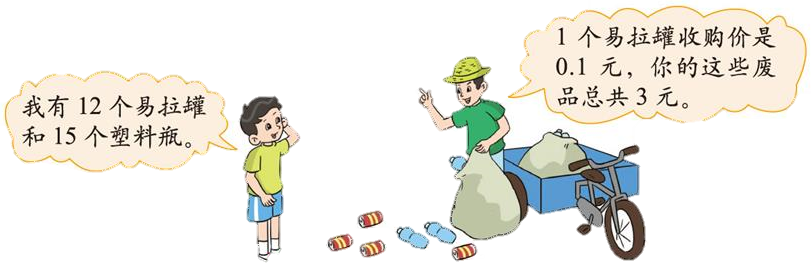 我有 12 个易拉罐
和 15 个塑料瓶。
1 个易拉罐收购价是
0.1 元，你的这些废
品总共 3 元。